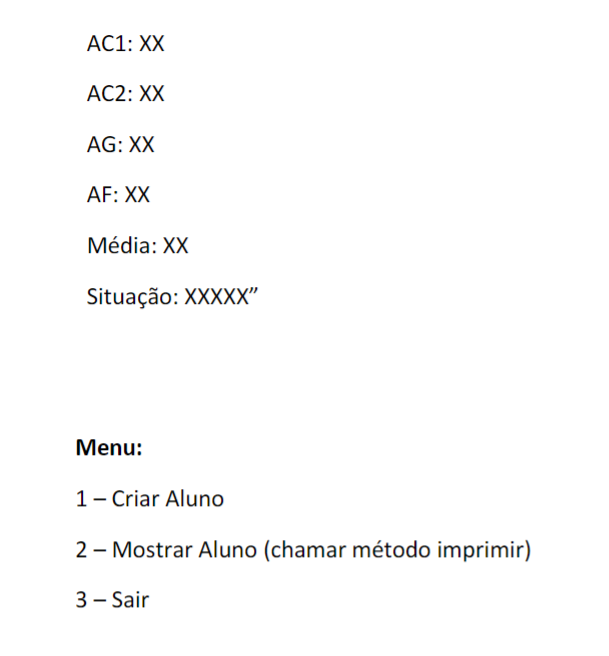 AC1: XX
AC2: XX
AG: XX
AF: XX
Média: XX
Situação: XXXXX”
Menu:
1 – Criar Aluno
2 – Mostrar Aluno (chamar método imprimir)
3 – Sair